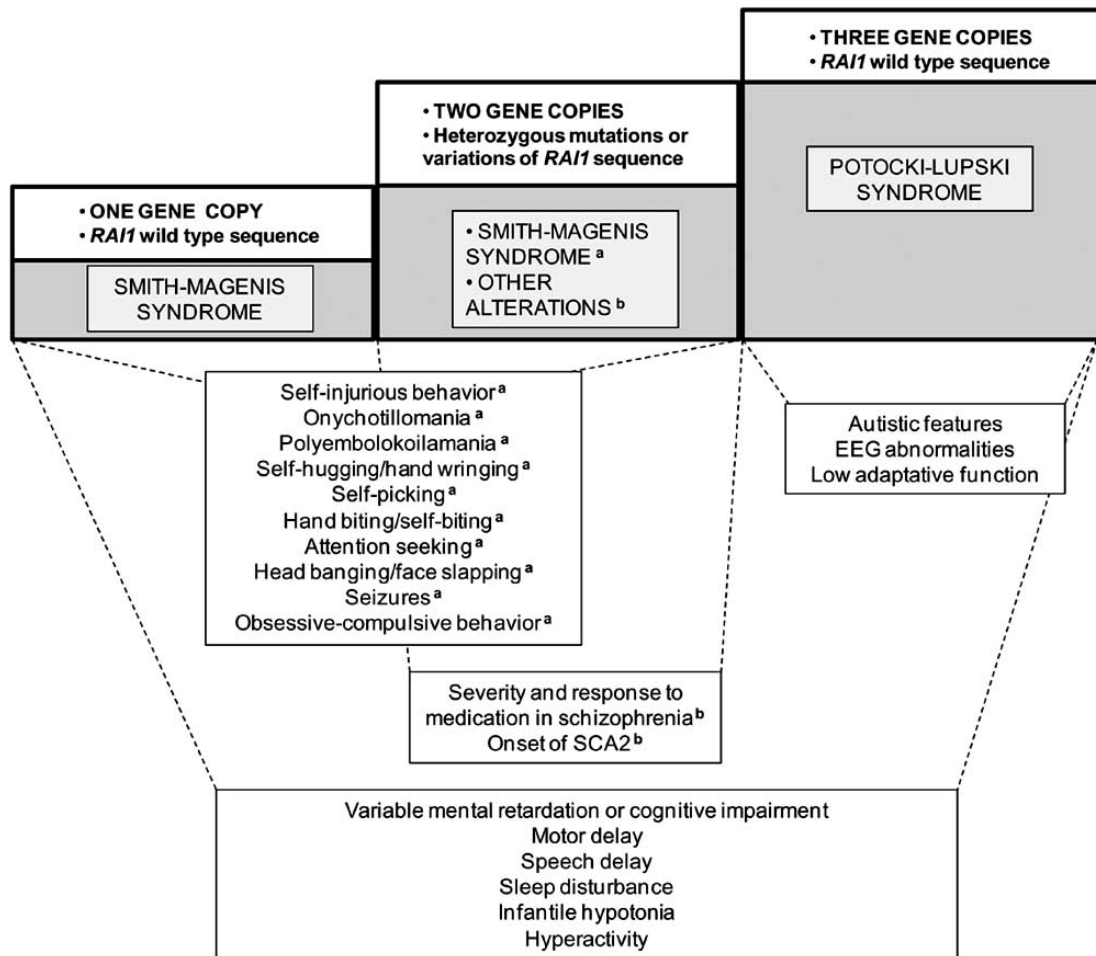 • THREE GENE COPIES
• RAI1 wild type sequence
• TWO GENE COPIES
• Heterozygous mutations or
variations of RAI1 sequence
POTOCKI-LUPSKI
SYNDROME
• ONE GENE COPY
• RAI1 wild type sequence
• SMITH-MAGENIS
SYNDROME a
• OTHER
ALTERATIONS b
SMITH-MAGENIS
SYNDROME
Self-injurious behavior a
Onychotillomania a
Polyembolokoilamania a
Self-hugging/hand wringing a
Self-picking a
Hand biting/self-biting a
Attention seeking a
Head banging/face slapping a
Seizures a
Obsessive-compulsive behavior a
Autistic features
EEG abnormalities
Low adaptative function
Severity and response to
medication in schizophrenia b
Onset of SCA2 b
Variable mental retardation or cognitive impairment
Motor delay
Speech delay
Sleep disturbance
Infantile hypotonia
Hyperactivity